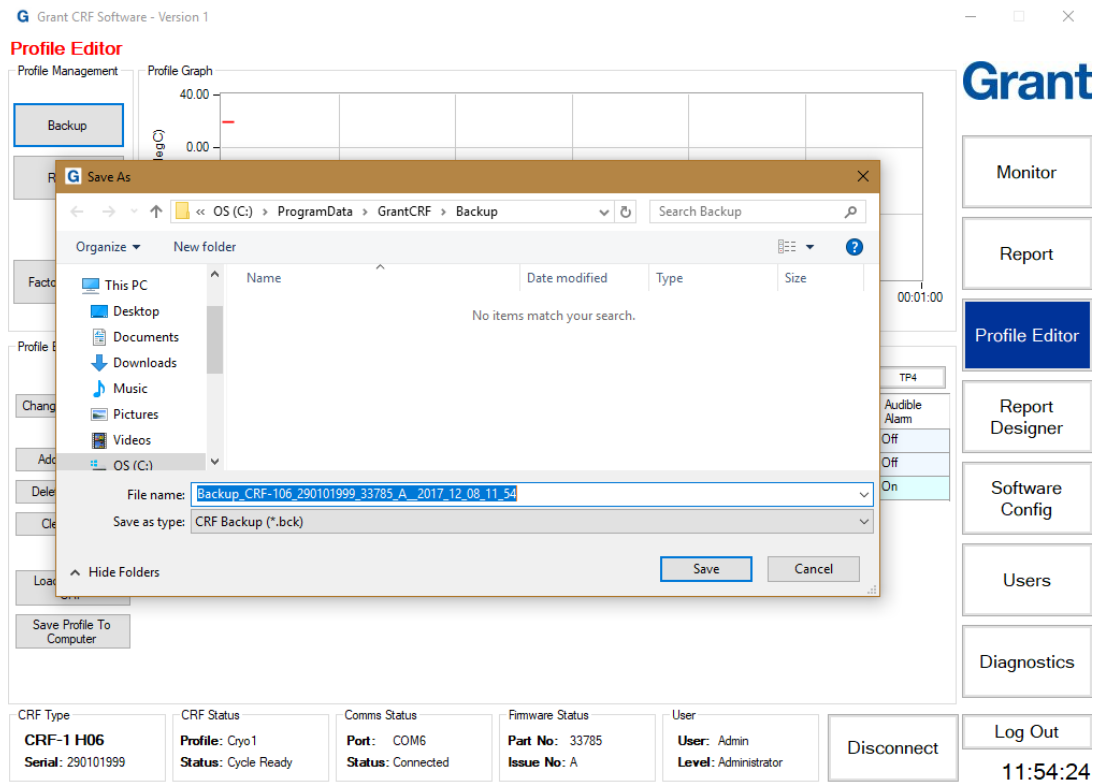 Grant CRF Software - Version 1
Profile Editor
Profile Management
Profile Graph
Grant
40.00
Backup
0.00
Save As
« OS (C:) › ProgramData › GrantCRF › Backup
Search Backup
Organize
New folder
This PC
Desktop
Documents
Downloads
Music
Pictures
Videos
OS (C:)
Name
Date modified
Type
Size
No items match your search.
File name:
Backup_CRF-106_290101999_33785_A__2017_12_08_11_54
Save as type:
CRF Backup (*.bck)
Hide Folders
Save
Cancel
00:01:00
TP4
Audible
Alarm
Off
Off
On
Save Profile To
Computer
Monitor
Report
Profile Editor
Report
Designer
Software
Config
Users
Diagnostics
CRF Type
CRF-1 H06
Serial: 290101999
CRF Status
Profile: Cryo1
Status: Cycle Ready
Comms Status
Port: COM6
Status: Connected
Firmware Status
Part No: 33785
Issue No: A
User
User: Admin
Level: Administrator
Disconnect
Log Out
11:54:24